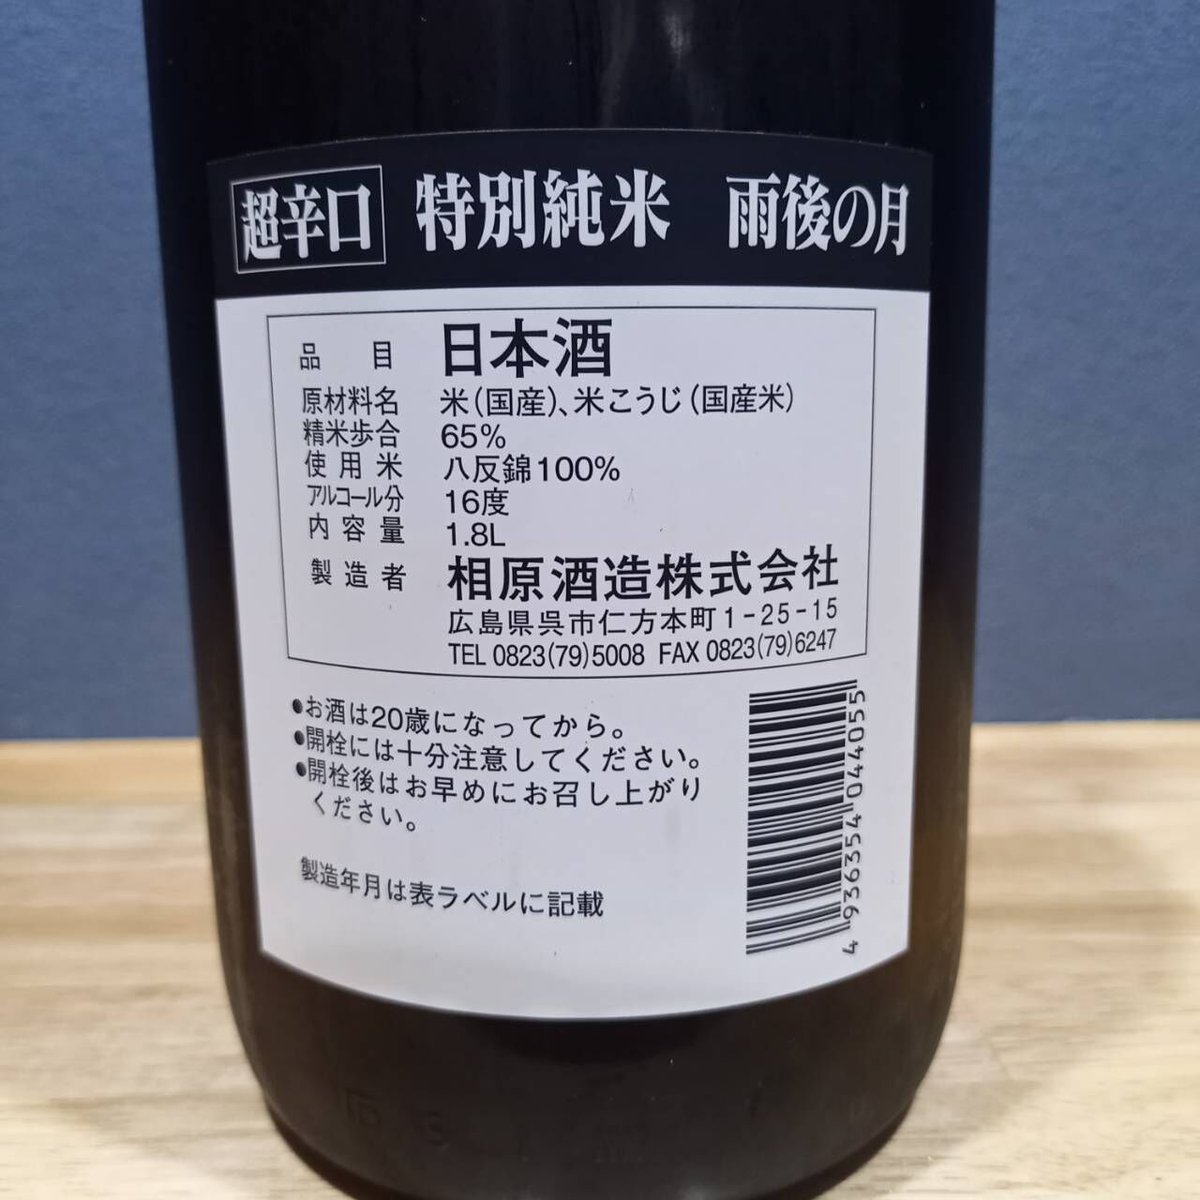 超辛口 特別純米 雨後の月
品目 日本酒
原材料名 米(国産)、米こうじ(国産米)
精米歩合 65%
使用米 八反錦100%
アルコール分 16度
内容量 1.8L
製造者 相原酒造株式会社
広島県呉市仁方本町1-25-15
TEL 0823(79)5008 FAX 0823(79)6247
●お酒は20歳になってから。
●開栓には十分注意してください。
●開栓後はお早めにお召し上がり
ください。
製造年月は表ラベルに記載
4936354044055